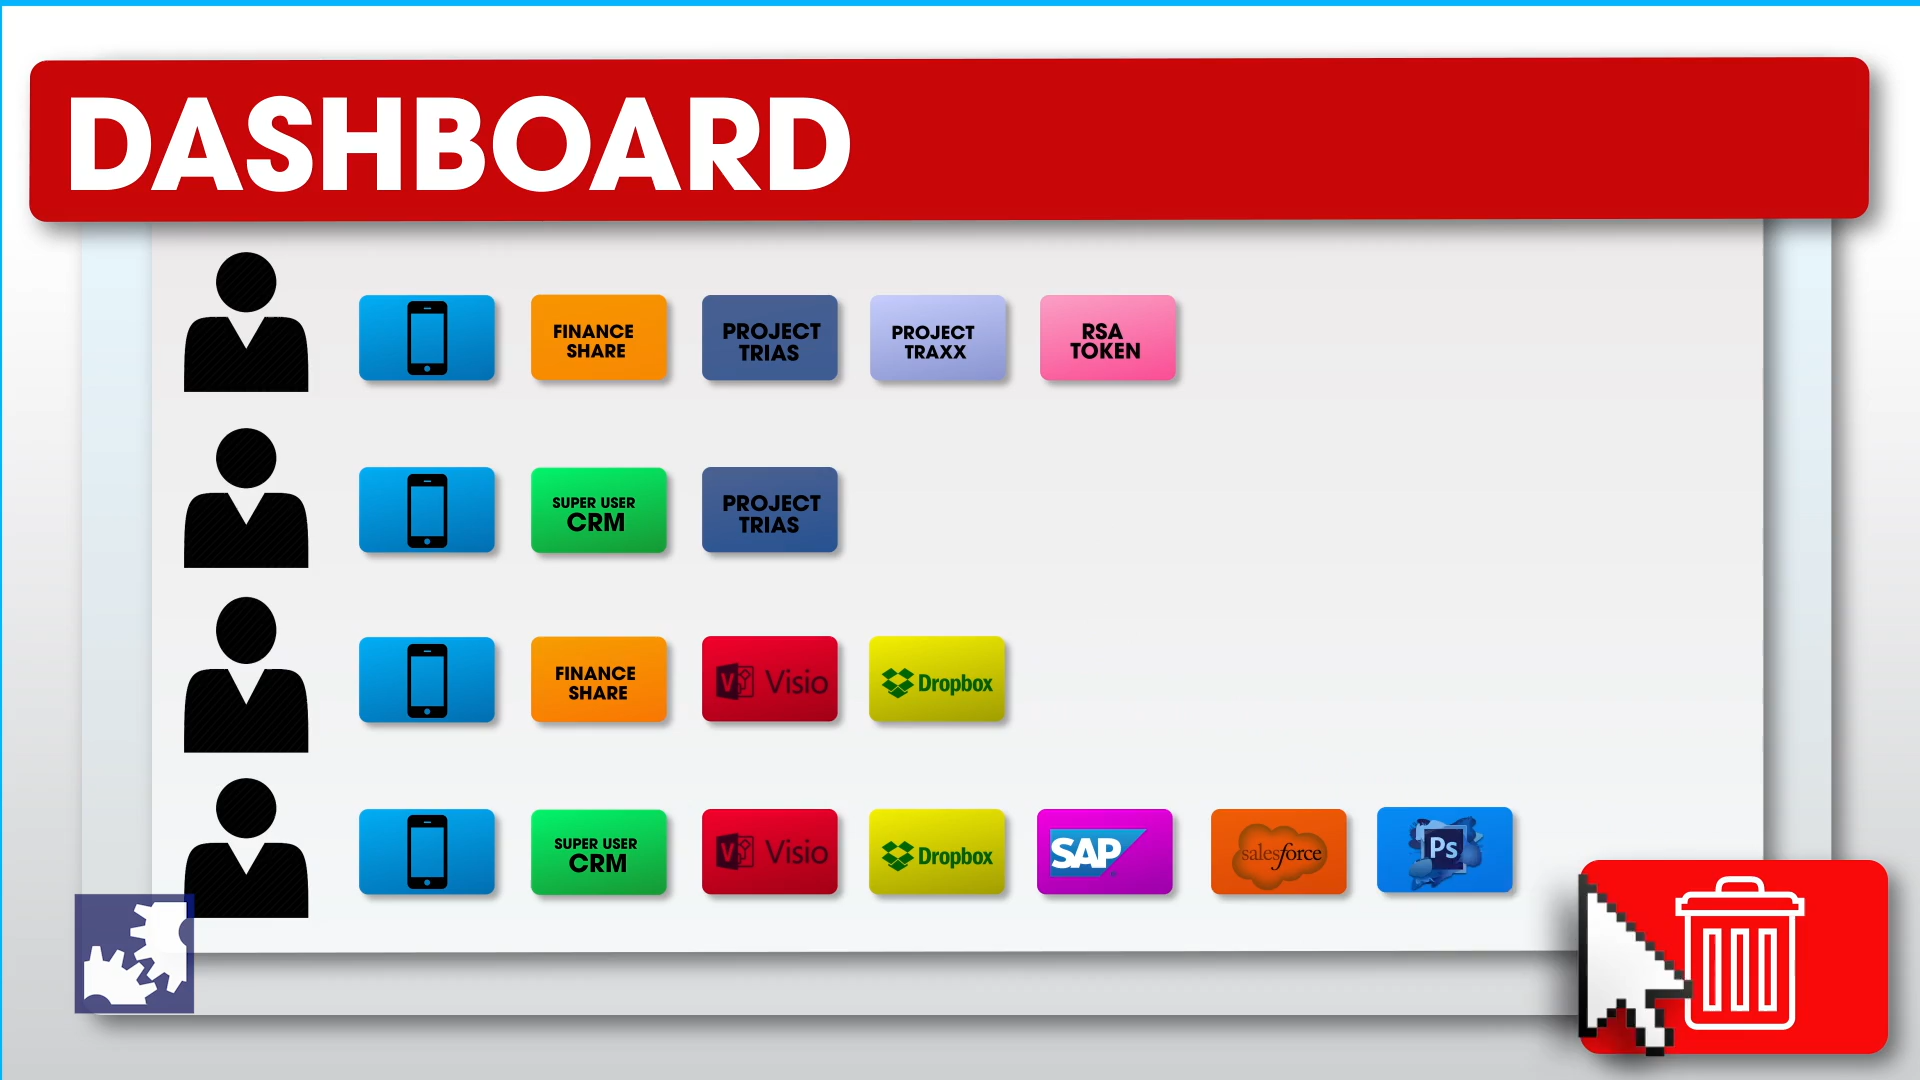 DASHBOARD
FINANCE
SHARE
PROJECT
TRIAS
PROJECT
TRAXX
RSA
TOKEN
SUPER USER
CRM
PROJECT
TRIAS
FINANCE
SHARE
Visio
Dropbox
SUPER USER
CRM
Visio
Dropbox
SAP
salesforce
Ps